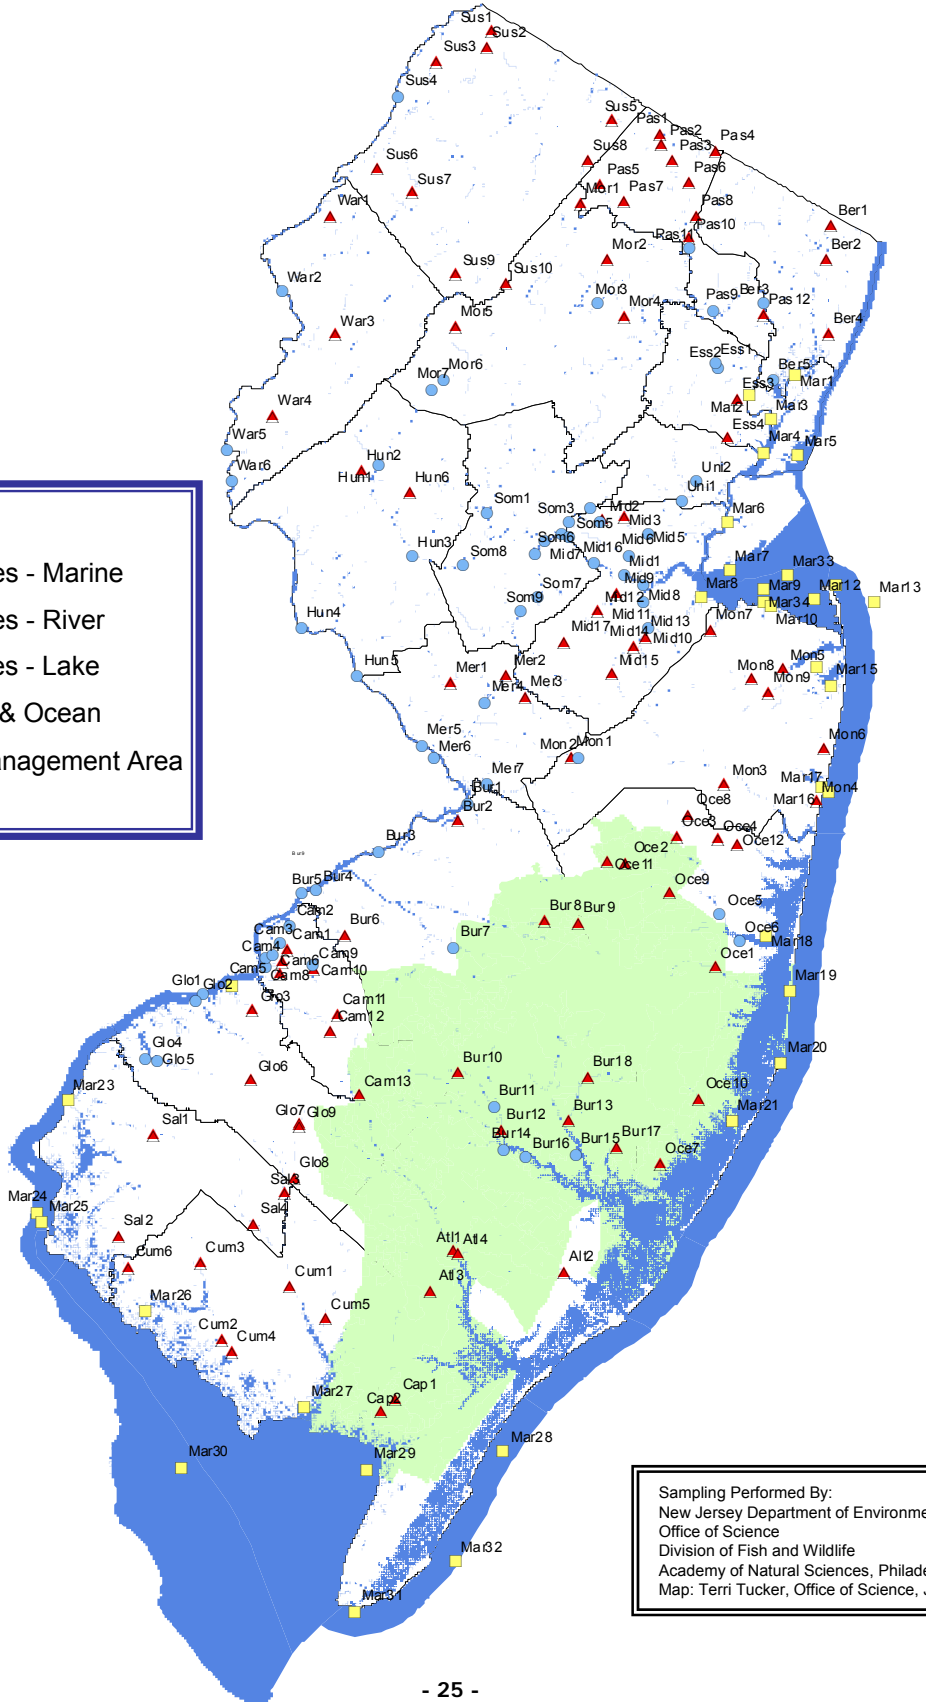 Sus1
Sus2
Sus3
Sus4
Sus5
Pas1
Pas2
Pas4
Sus8
Pas3
Sus6
Pas5
Pas6
Sus7
Mor1
Pas7
War1
Pas8
Ber1
Pas10
Pas11
Mor2
Ber2
Sus9
Sus10
War2
Mor3
Mor4
Pas9
Ber3
Pas12
War3
Mor5
Ber4
Ess2
Ess1
Mor6
Mor7
Ber5
Ess3
Mar1
War4
Mar2
Mar3
Ess4
Mar4
Mar5
War5
War6
Hun2
Hun1
Hun6
Uni2
Uni1
Som1
Som3
Mid2
Som5
Mid3
Mar6
Som6
Mid6
Mid5
Hun3
Som8
Mid7
Mid16
Mid1
Mar7
Mar33
es - Marine
Som7
Mid9
Mar8
Mar9
Mar12
Mar13
Som9
Mid12
Mid8
Mar34
es - River
Hun4
Mid11
Mid13
Mon7
Mar10
Mid17
Mid14
Mid10
es - Lake
Hun5
Mer1
Mer2
Mid15
Mon8
Mon5
Mar15
Mer4
Mer3
Mon9
& Ocean
Mer5
Mer6
Mon2
Mon1
Mon6
anagement Area
Mer7
Bur1
Mon3
Mar17
Mon4
Bur2
Oce8
Mar16
Oce3
Oce4
Bur3
Oce2
Oce12
Oce11
Bur5
Bur4
Oce9
Cam2
Bur8
Bur9
Oce5
Cam3
Cam1
Bur6
Oce6
Cam4
Cam9
Bur7
Mar18
Cam6
Cam5
Cam8
Cam10
Oce1
Glo1
Glo2
Mar19
Glo3
Cam11
Cam12
Glo4
Glo5
Bur10
Bur18
Mar20
Glo6
Cam13
Bur11
Oce10
Mar23
Bur12
Bur13
Mar21
Sal1
Glo7
Glo9
Bur14
Bur16
Bur15
Bur17
Oce7
Glo8
Sal3
Mar24
Mar25
Sal4
Sal2
Atl1
Atl4
Alt2
Cum6
Cum3
Cum1
Atl3
Mar26
Cum5
Cum2
Cum4
Mar27
Cap2
Cap1
Mar30
Mar29
Mar28
Mar32
Mar31
Sampling Performed By:
New Jersey Department of Environme
Office of Science
Division of Fish and Wildlife
Academy of Natural Sciences, Philade
Map: Terri Tucker, Office of Science, J
- 25 -